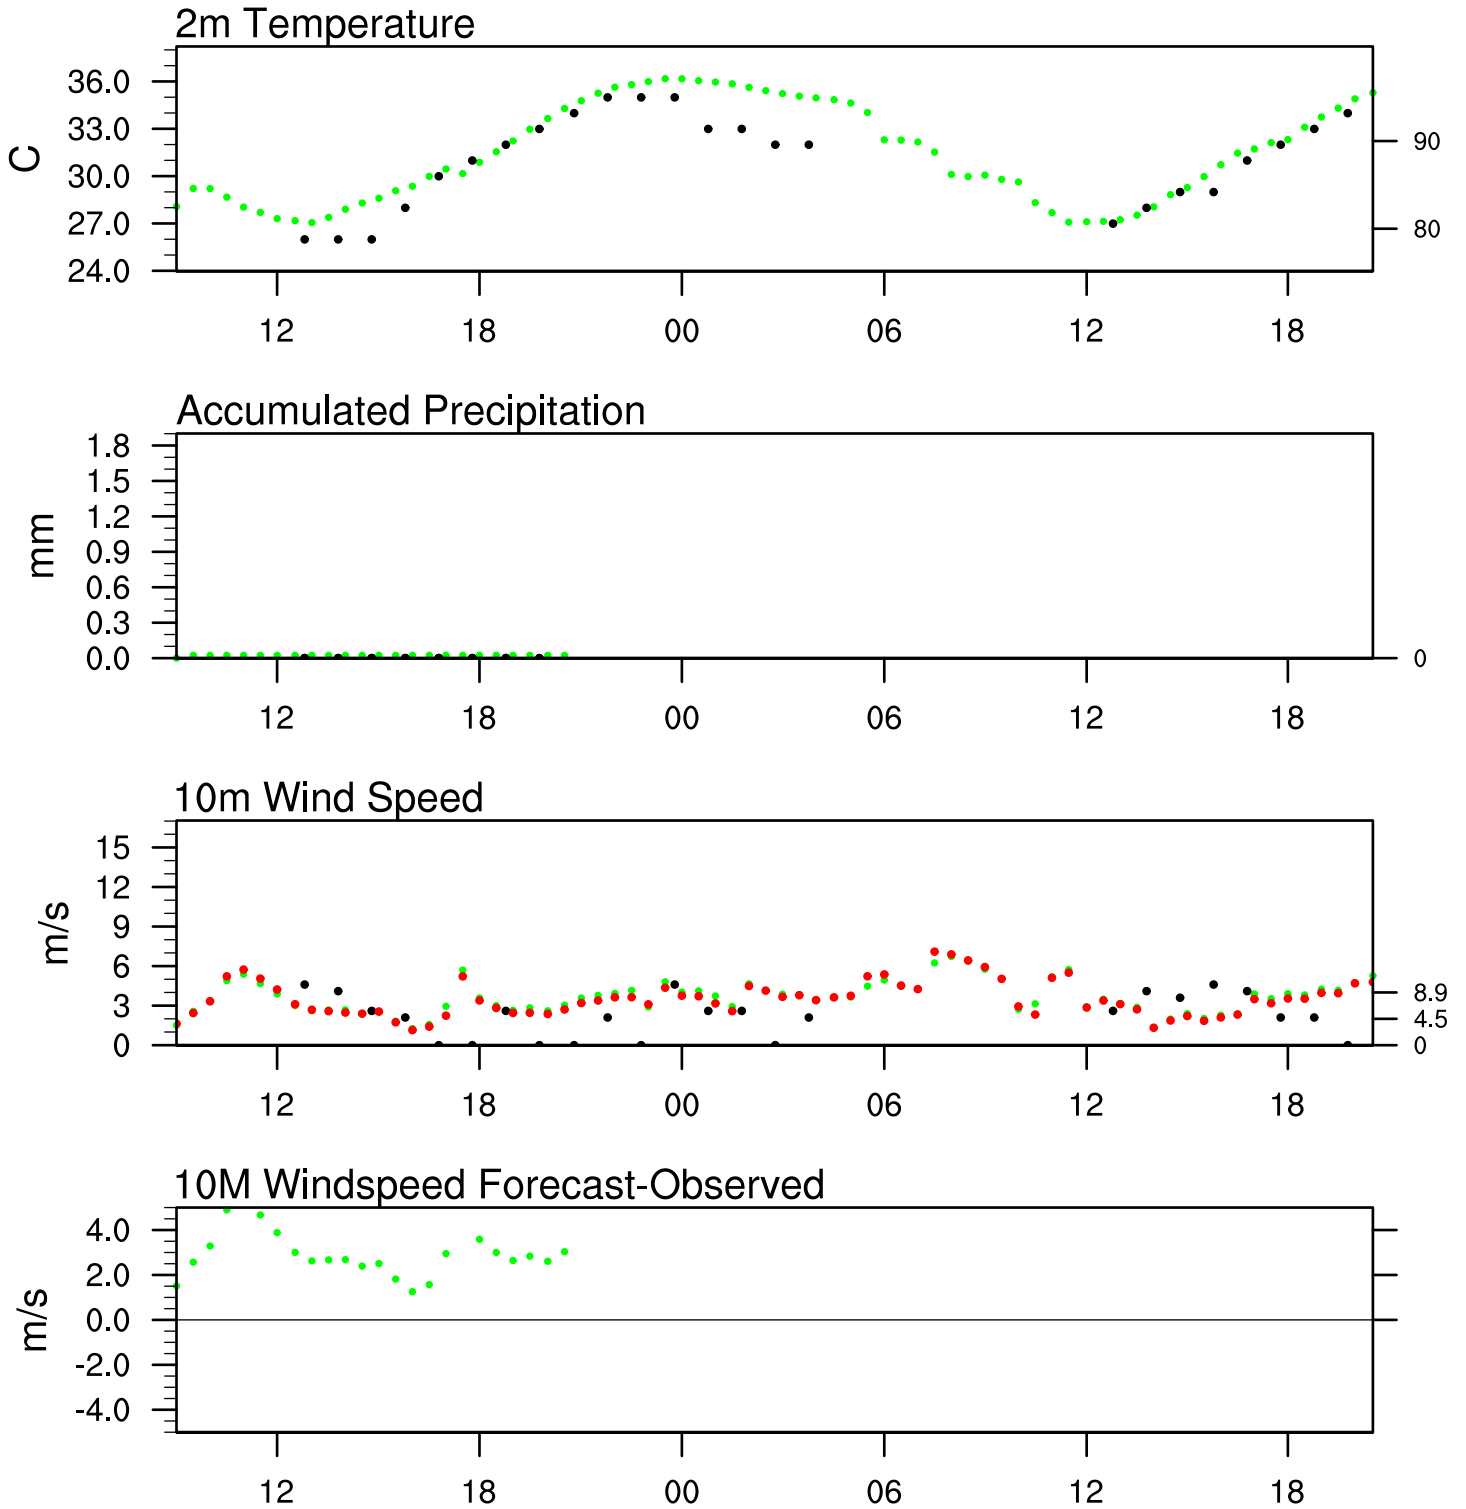 2m Temperature
36.0
33.0
90
C
30.0
27.0
80
24.0
12 18 00 06 12 18
Accumulated Precipitation
1.8
1.5
1.2
mm
0.9
0.6
0.3
0.0
0
12 18 00 06 12 18
10m Wind Speed
15
12
m/s
9
6
8.9
3
4.5
0
0
12 18 00 06 12 18
10M Windspeed Forecast-Observed
4.0
2.0
m/s
0.0
-2.0
-4.0
12 18 00 06 12 18